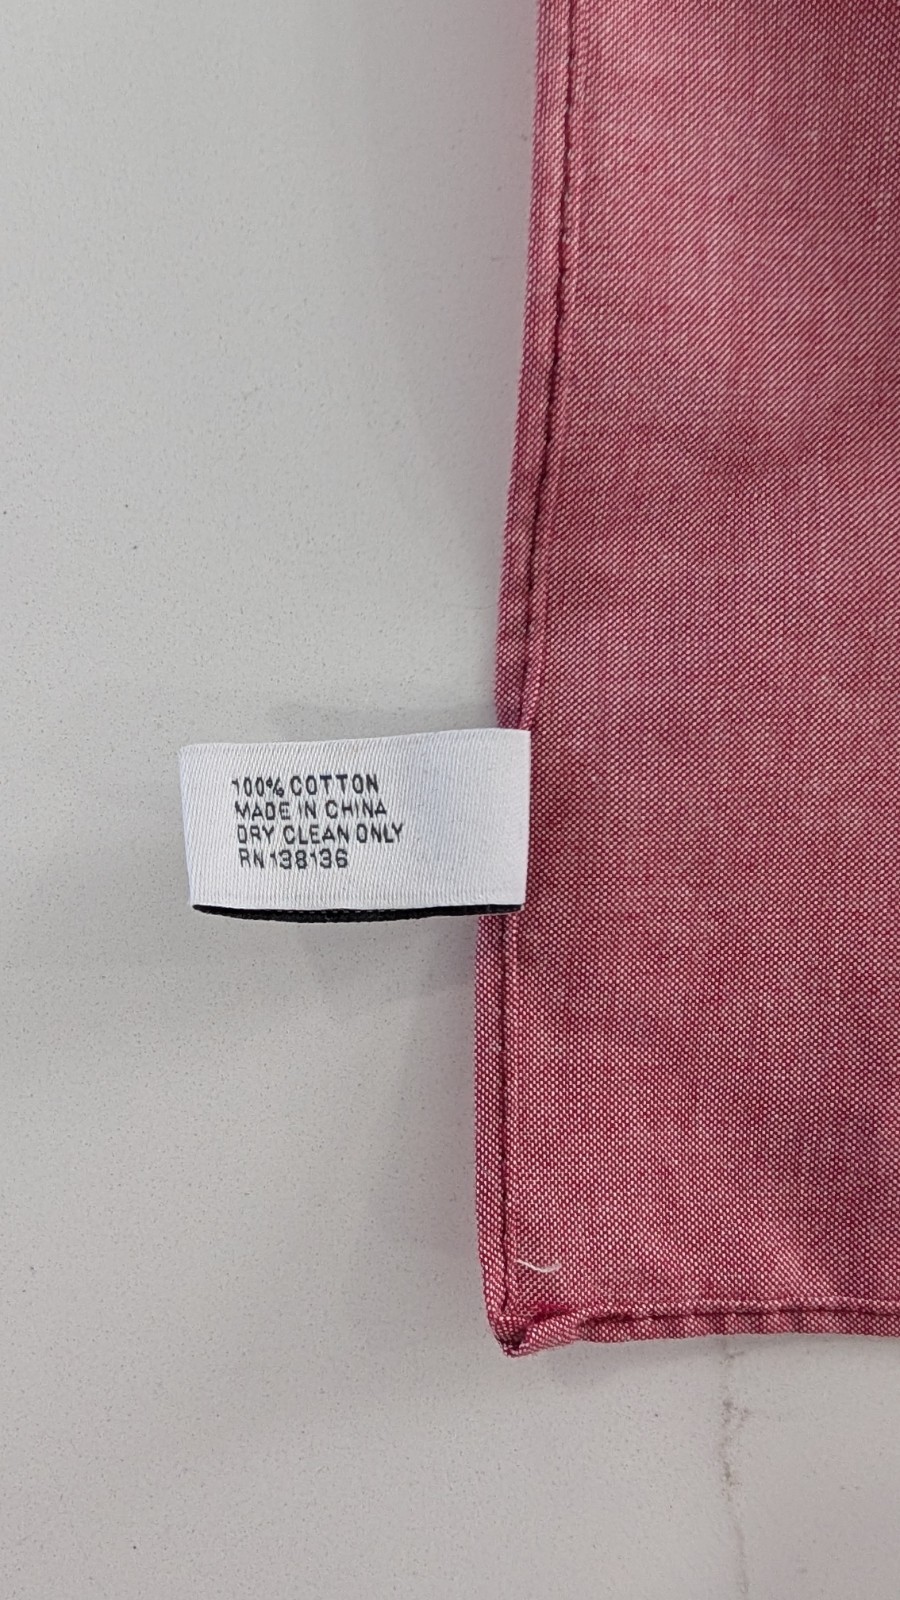 100% COTTON
MADE IN CHINA
DRY CLEAN ONLY
RN 138136